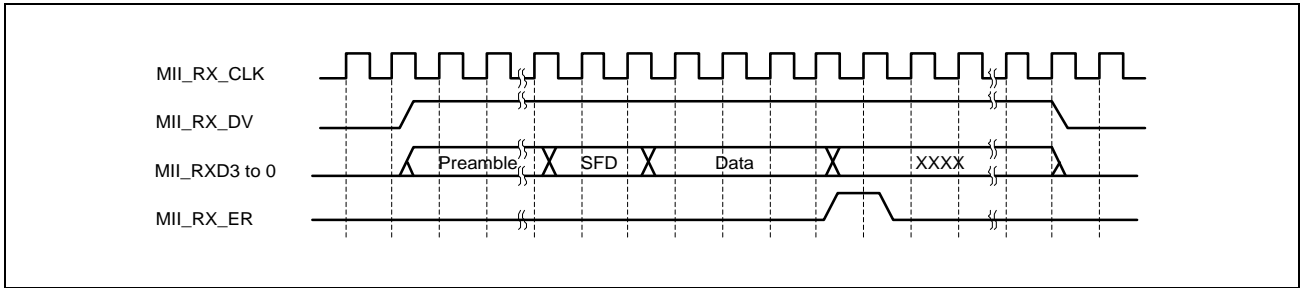 MII_RX_CLK
MII_RX_DV
MII_RXD3 to 0
Preamble SFD Data XXXX
MII_RX_ER